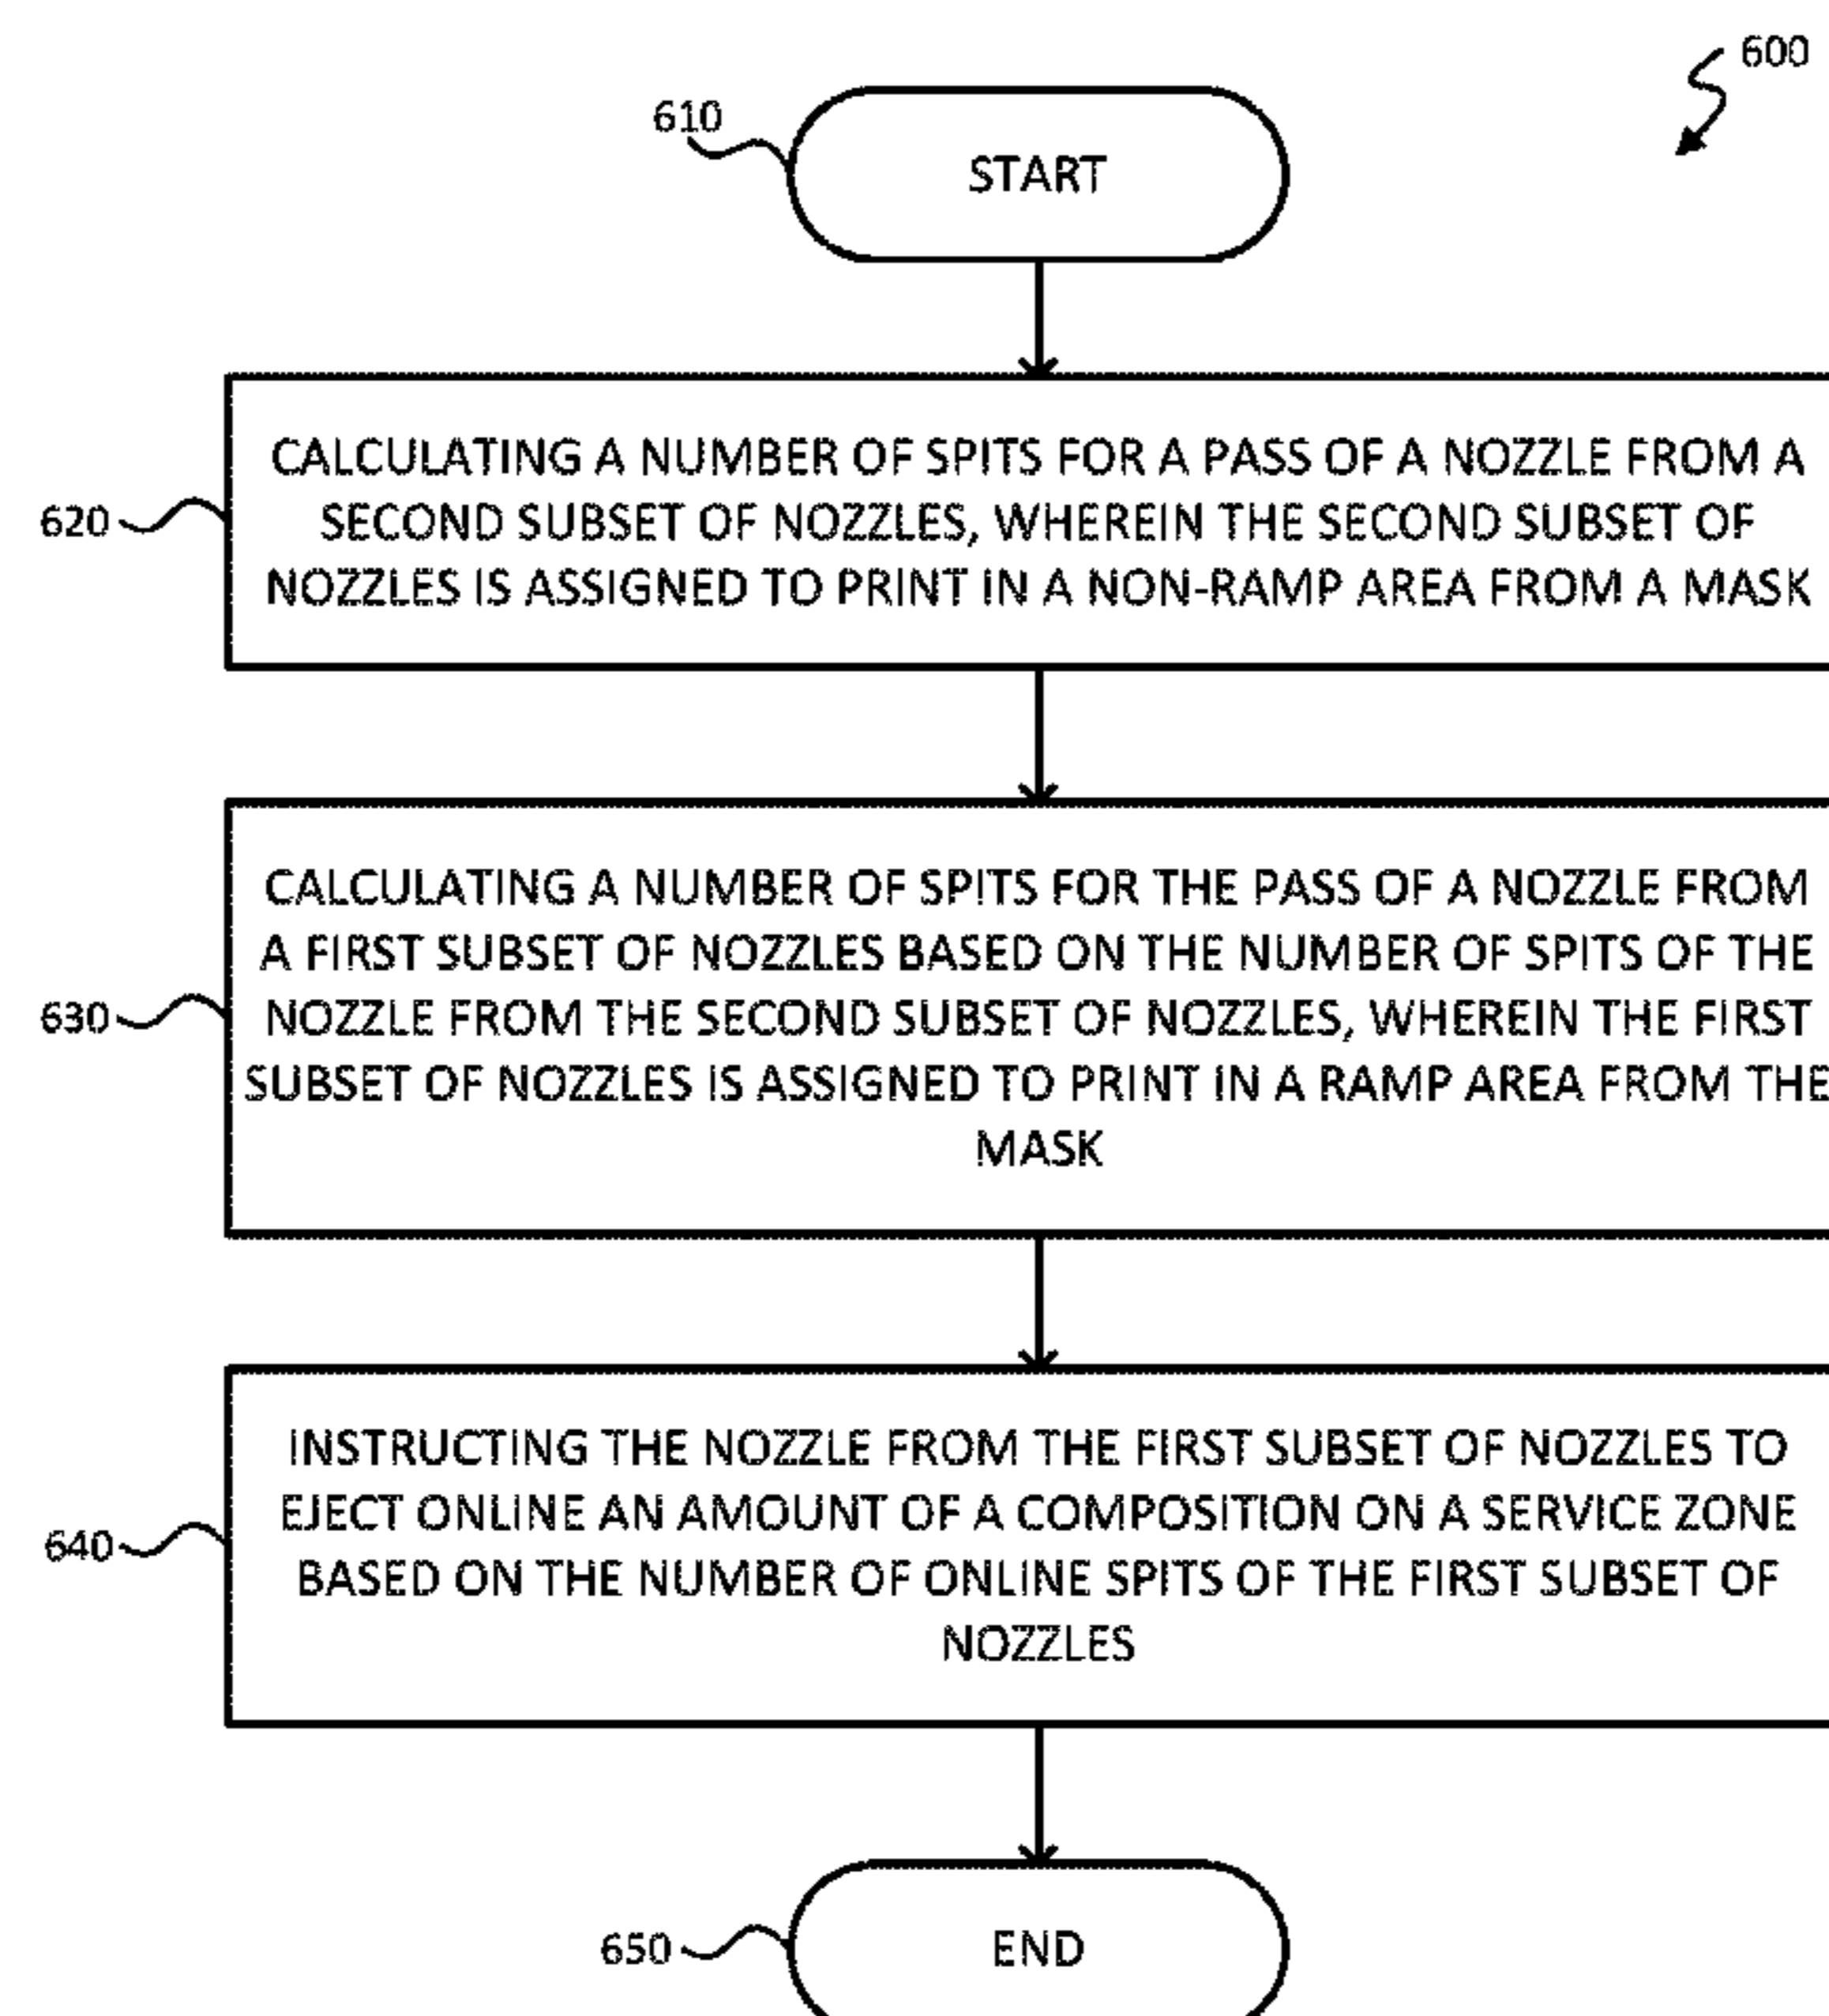 600
610
START
620
CALCULATING A NUMBER OF SPITS FOR A PASS OF A NOZZLE FROM A
SECOND SUBSET OF NOZZLES, WHEREIN THE SECOND SUBSET OF
NOZZLES IS ASSIGNED TO PRINT IN A NON-RAMP AREA FROM A MASK
630
CALCULATING A NUMBER OF SPITS FOR THE PASS OF A NOZZLE FROM
A FIRST SUBSET OF NOZZLES BASED ON THE NUMBER OF SPITS OF THE
NOZZLE FROM THE SECOND SUBSET OF NOZZLES, WHEREIN THE FIRST
SUBSET OF NOZZLES IS ASSIGNED TO PRINT IN A RAMP AREA FROM THE
MASK
640
INSTRUCTING THE NOZZLE FROM THE FIRST SUBSET OF NOZZLES TO
EJECT ONLINE AN AMOUNT OF A COMPOSITION ON A SERVICE ZONE
BASED ON THE NUMBER OF ONLINE SPITS OF THE FIRST SUBSET OF
NOZZLES
650
END